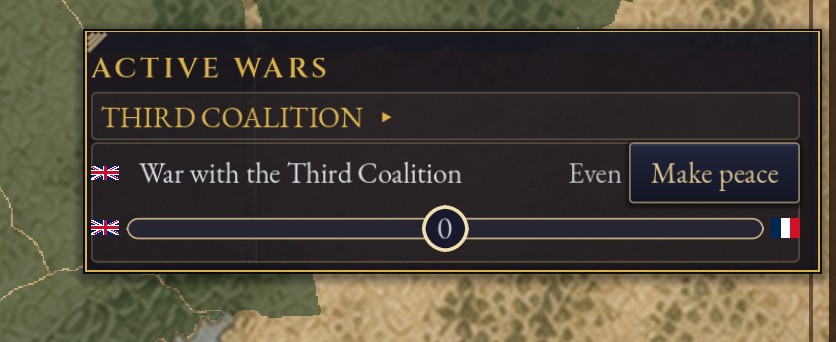 ACTIVE WARS
THIRD COALITION
War with the Third Coalition Even Make peace
0